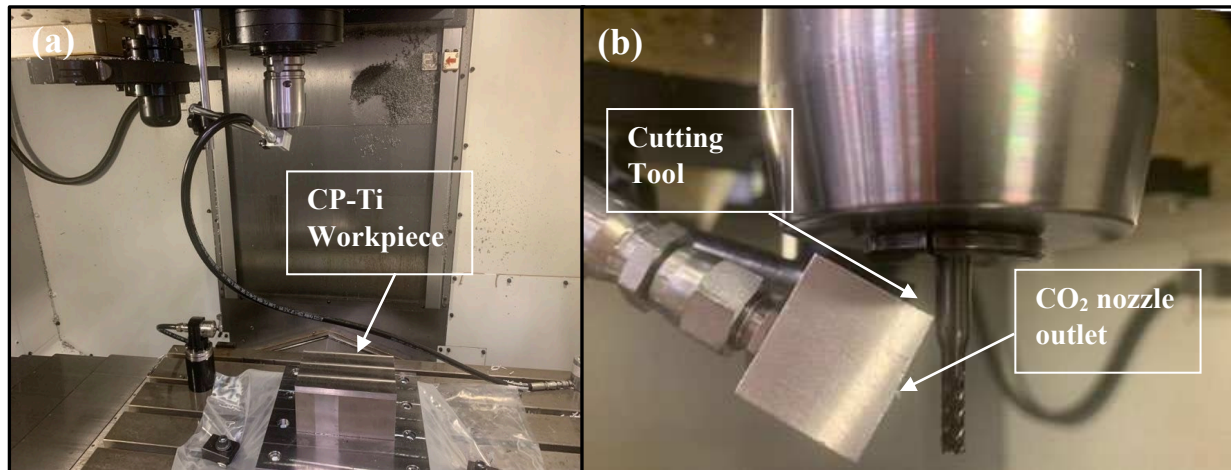 (a)
CP-Ti
Workpiece
(b)
Cutting
Tool
CO₂ nozzle
outlet